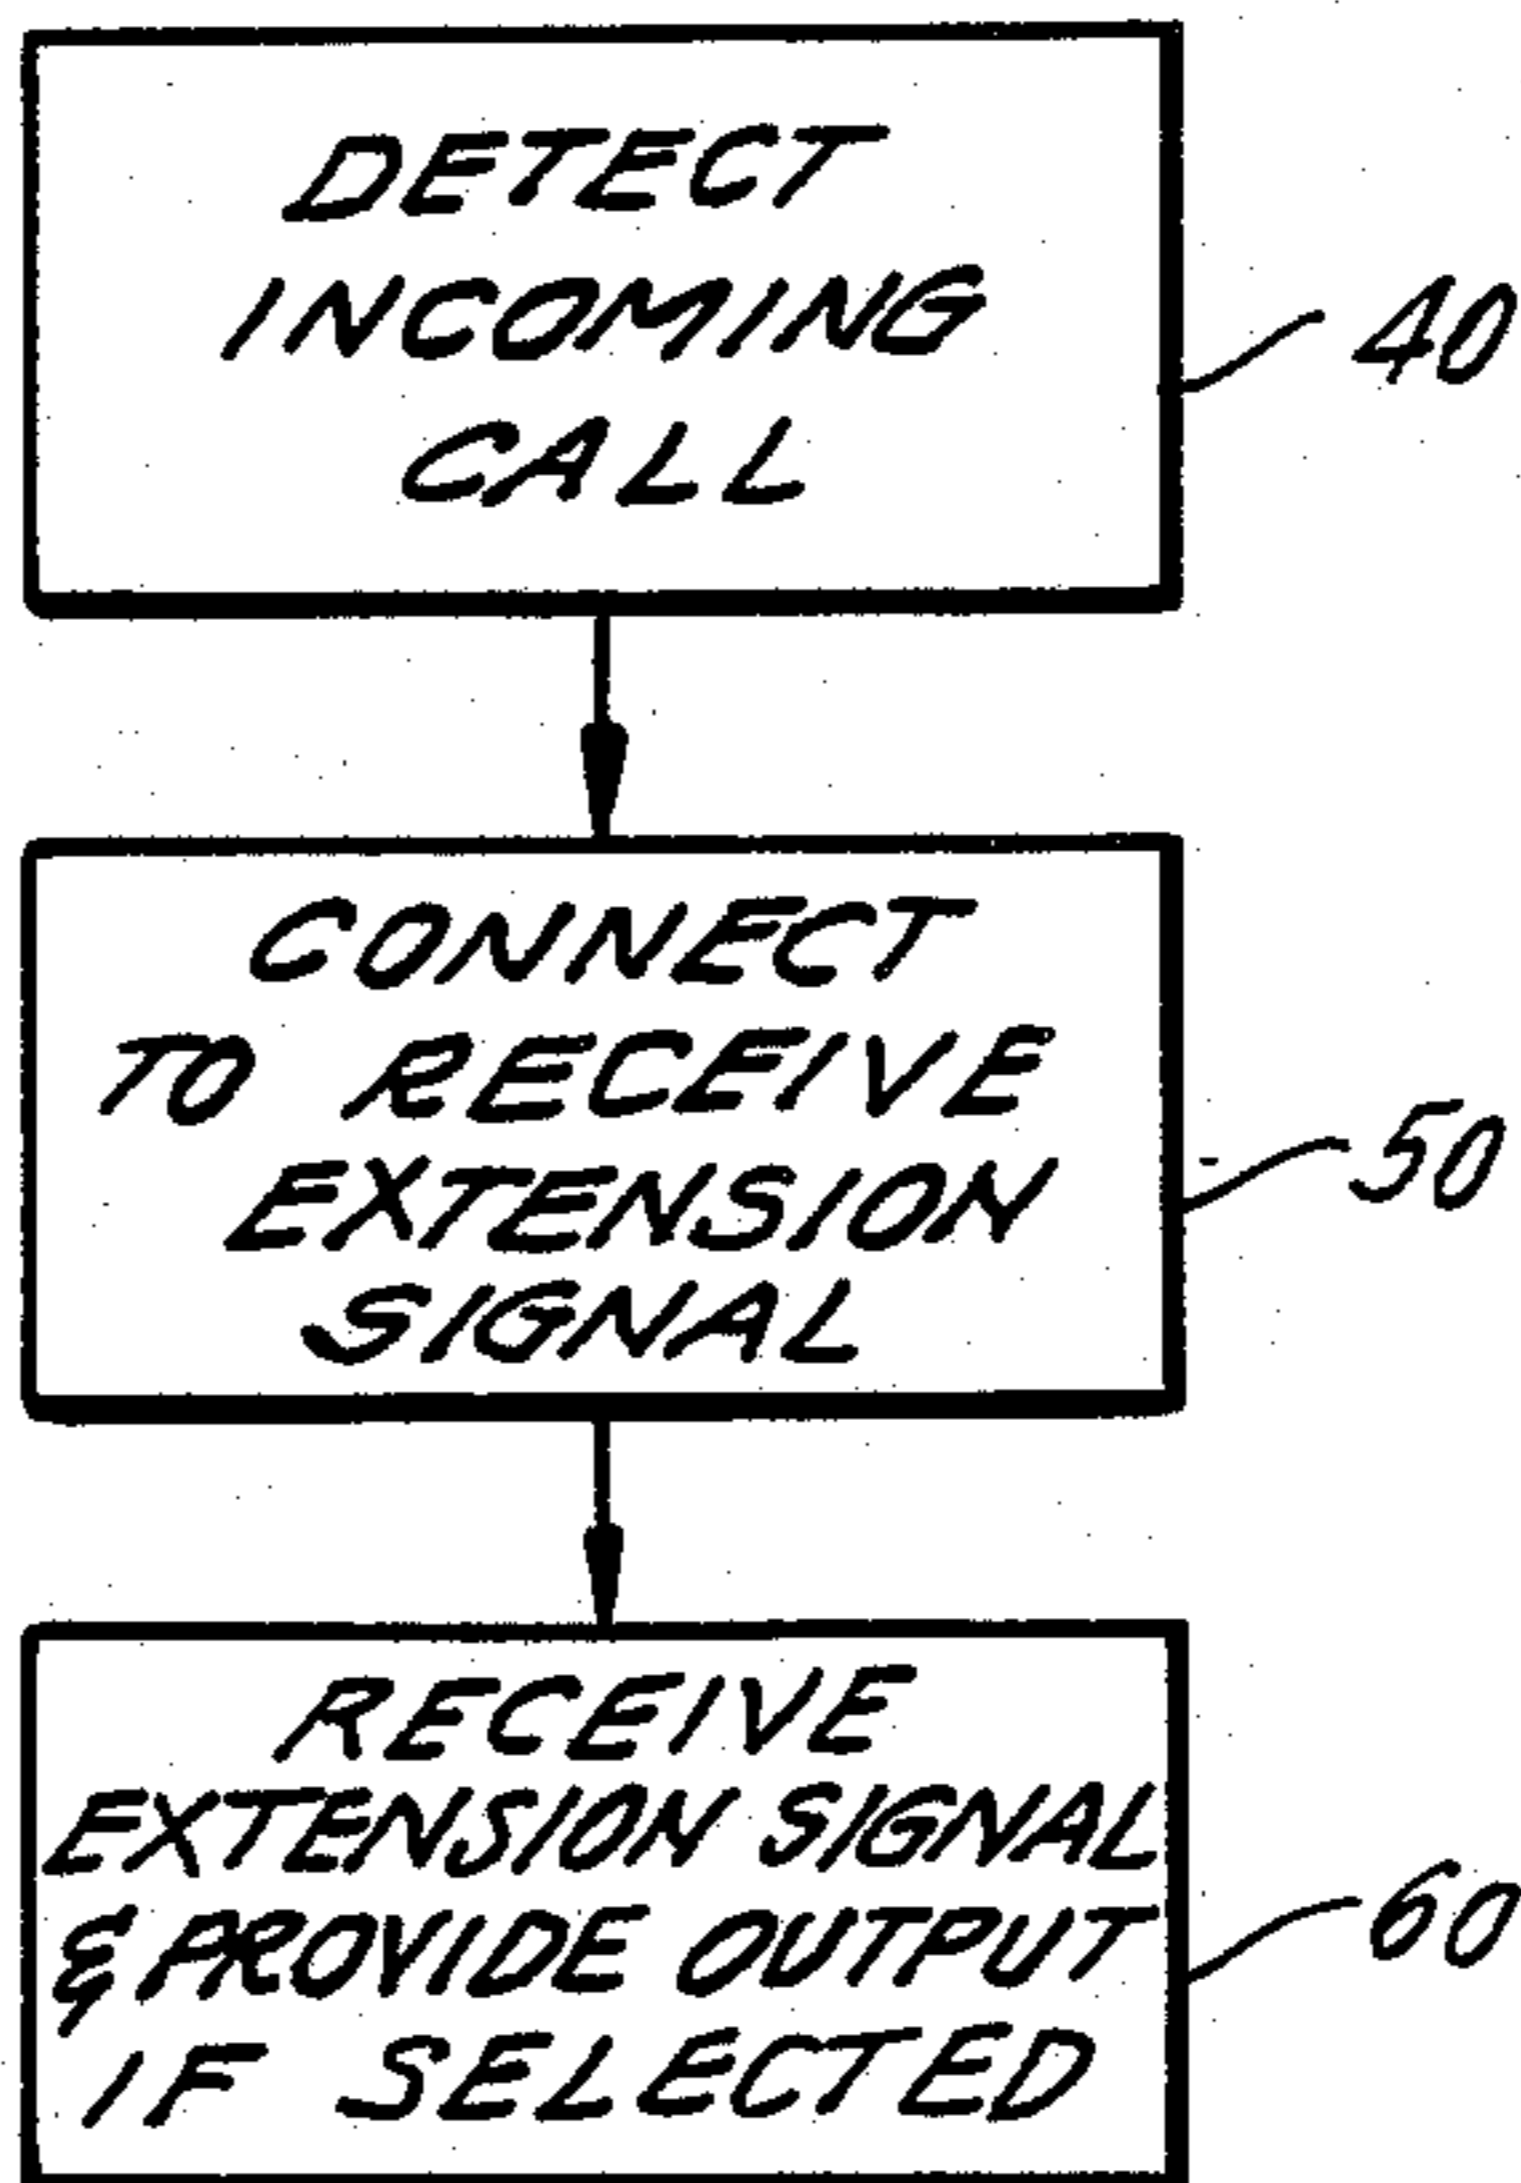 DETECT
INCOMING
CALL
40
CONNECT
TO RECEIVE
EXTENSION
SIGNAL
50
RECEIVE
EXTENSION SIGNAL
& PROVIDE OUTPUT
IF SELECTED
60